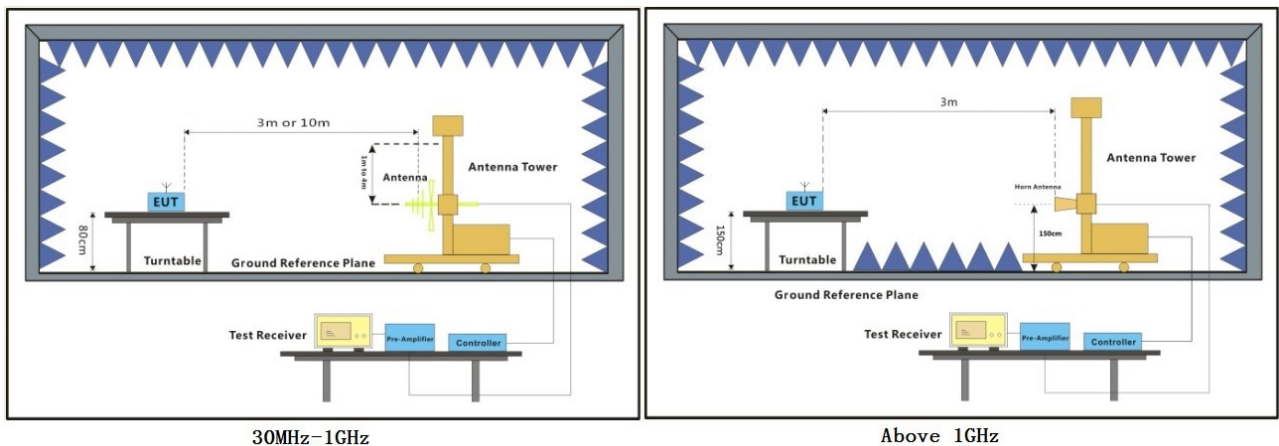 3m or 10m
1m to 4m
Antenna
Antenna Tower
EUT
80cm
Turntable
Ground Reference Plane
Test Receiver
Pre-Amplifier
Controller
30MHz-1GHz
3m
Antenna Tower
Horn Antenna
EUT
150cm
150cm
Turntable
Ground Reference Plane
Test Receiver
Pre-Amplifier
Controller
Above 1GHz